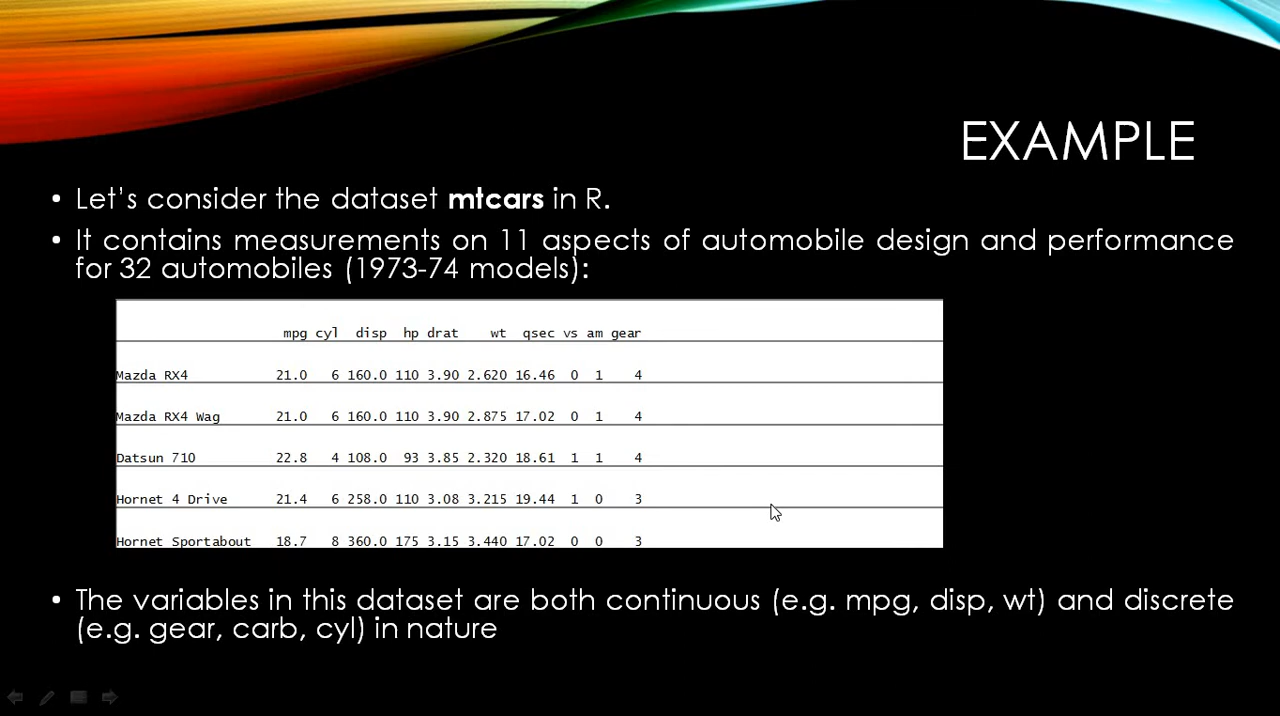 EXAMPLE
• Let's consider the dataset mtcars in R.
• It contains measurements on 11 aspects of automobile design and performance
for 32 automobiles (1973-74 models):
mpg cyl disp hp drat wt qsec vs am gear
Mazda RX4 21.0 6 160.0 110 3.90 2.620 16.46 0 1 4
Mazda RX4 Wag 21.0 6 160.0 110 3.90 2.875 17.02 0 1 4
Datsun 710 22.8 4 108.0 93 3.85 2.320 18.61 1 1 4
Hornet 4 Drive 21.4 6 258.0 110 3.08 3.215 19.44 1 0 3
Hornet Sportabout 18.7 8 360.0 175 3.15 3.440 17.02 0 0 3
• The variables in this dataset are both continuous (e.g. mpg, disp, wt) and discrete
(e.g. gear, carb, cyl) in nature